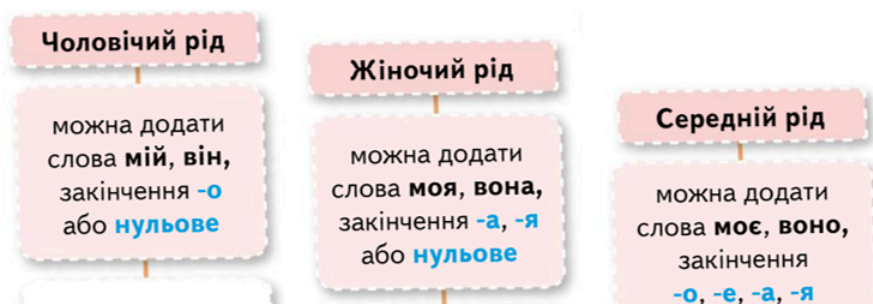 Чоловічий рід
можна додати
слова мій, він,
закінчення -о
або нульове
Жіночий рід
можна додати
слова моя, вона,
закінчення -а, -я
або нульове
Середній рід
можна додати
слова моє, воно,
закінчення
-о, -е, -а, -я